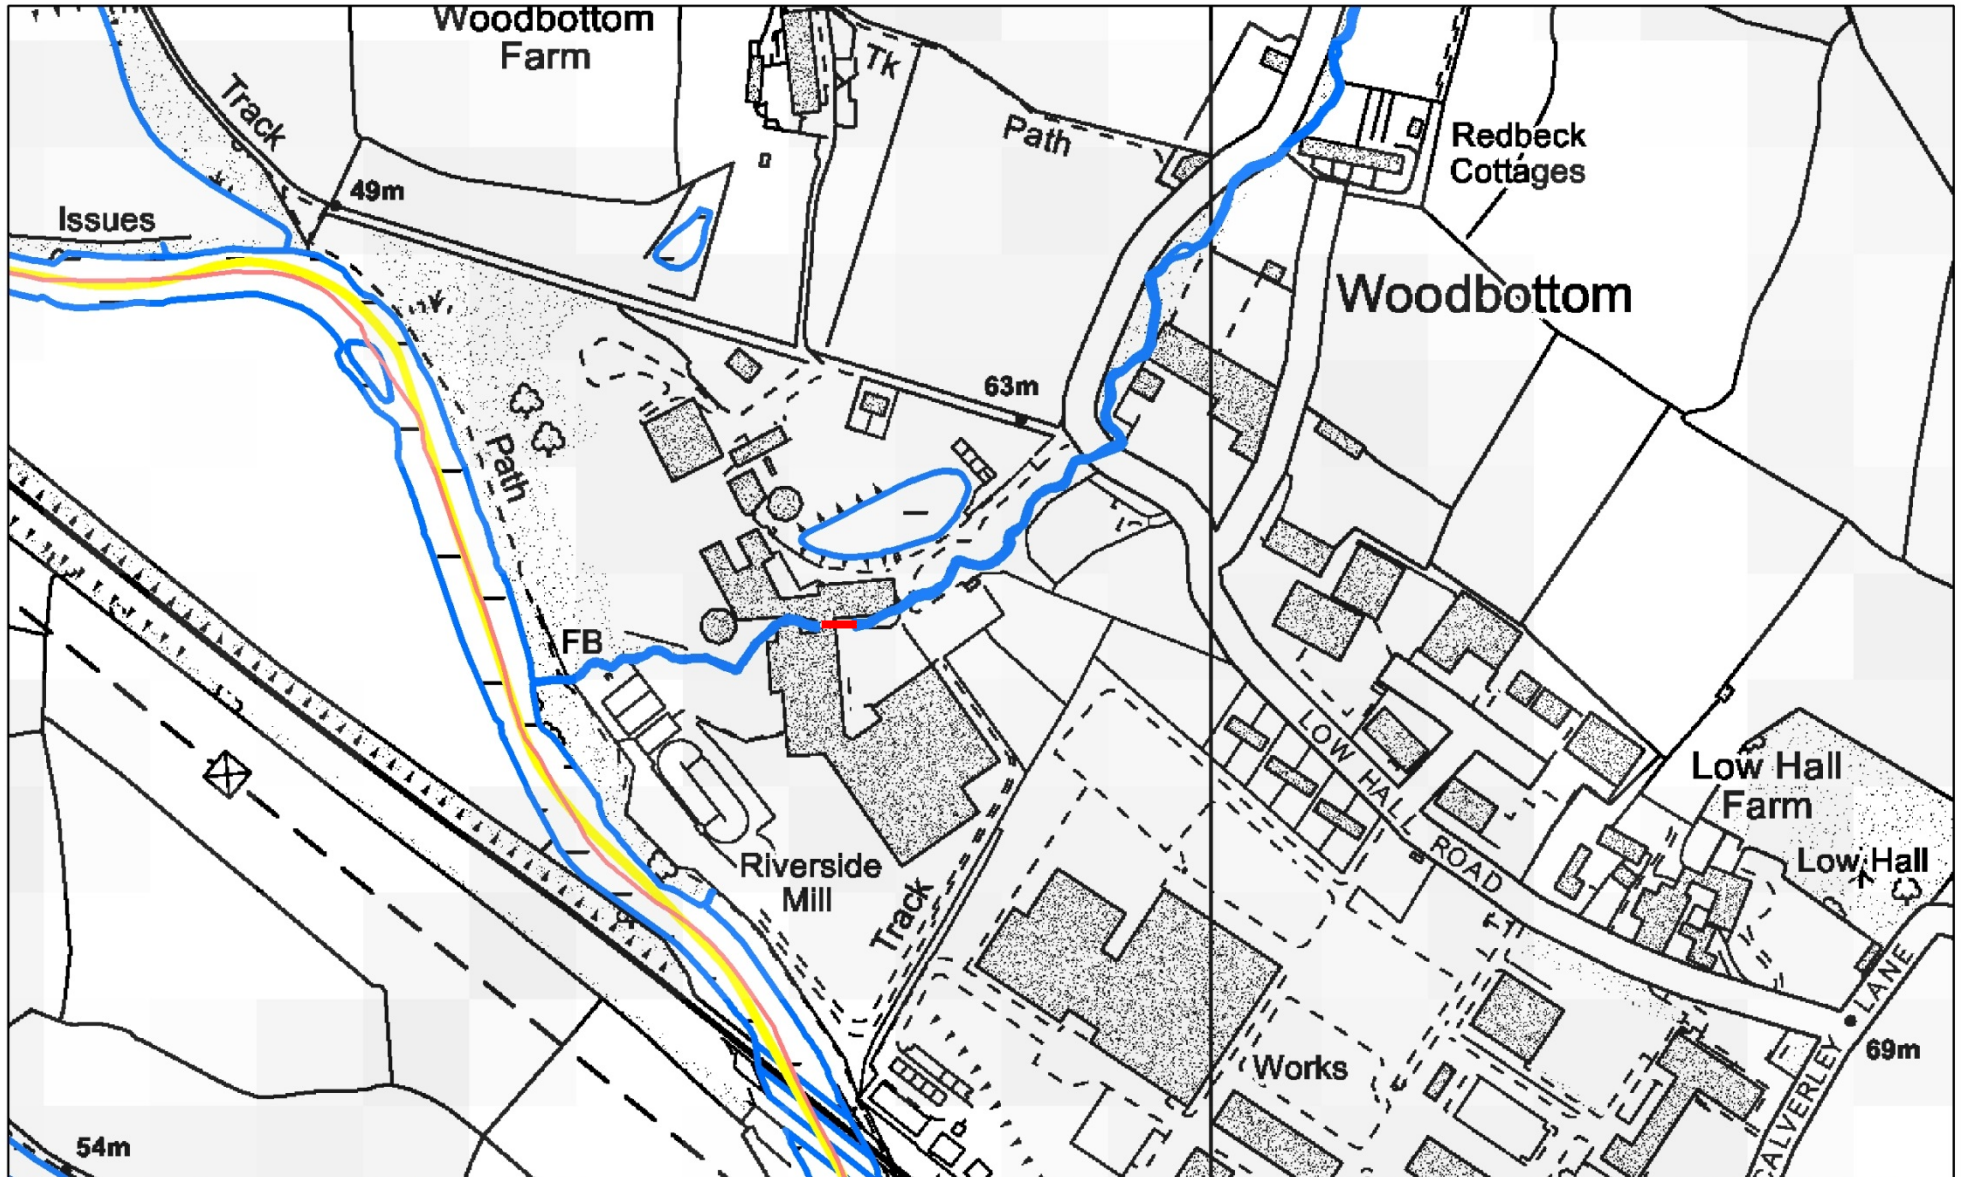 Woodbottom
Farm
Tk
Track
Path
Redbeck
Cottages
49m
Issues
Woodbottom
63m
Path
FB
LOW HALL ROAD
Low Hall
Farm
Low Hall
Riverside
Mill
Track
Works
CALVERLEY LANE
69m
54m